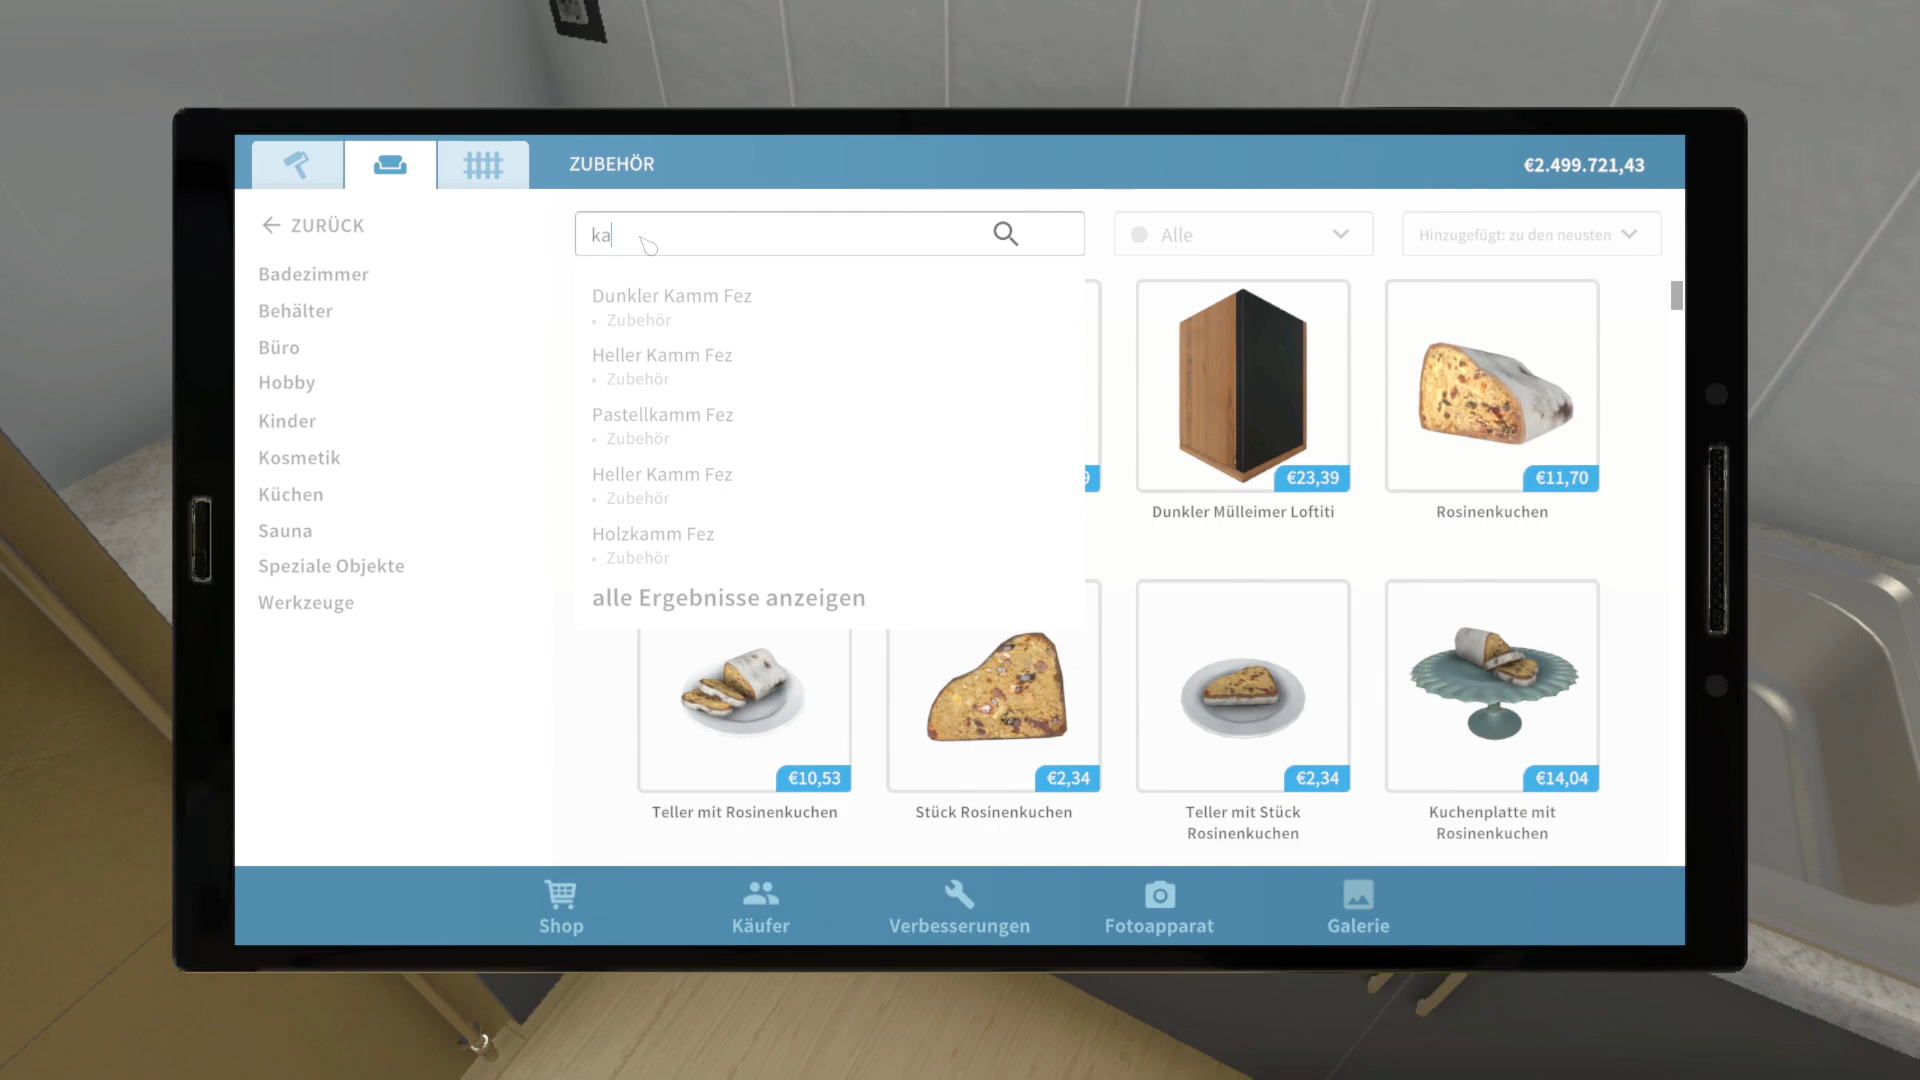 ZUBEHÖR
€2.499.721,43
ZURÜCK
ka
Alle
Hinzugefügt: zu den neusten
Badezimmer
Behälter
Büro
Hobby
Kinder
Kosmetik
Küchen
Sauna
Speziale Objekte
Werkzeuge
Dunkler Kamm Fez
• Zubehör
Heller Kamm Fez
• Zubehör
Pastellkamm Fez
• Zubehör
Heller Kamm Fez
• Zubehör
Holzkamm Fez
• Zubehör
alle Ergebnisse anzeigen
€23,39
€11,70
Dunkler Mülleimer Loftiti
Rosinenkuchen
€10,53
€2,34
€2,34
€14,04
Teller mit Rosinenkuchen
Stück Rosinenkuchen
Teller mit Stück
Rosinenkuchen
Kuchenplatte mit
Rosinenkuchen
Shop
Käufer
Verbesserungen
Fotoapparat
Galerie